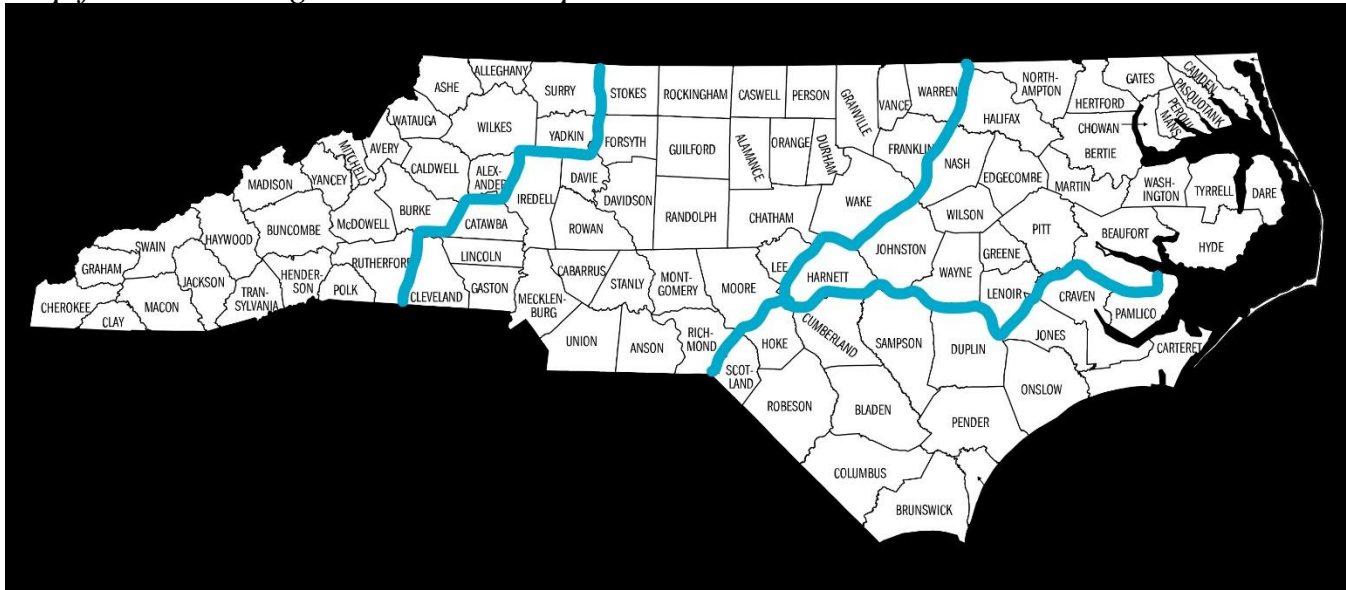 ALLEGHANY
ASHE
SURRY
STOKES
ROCKINGHAM
CASWELL
PERSON
GRANVILLE
VANCE
WARREN
NORTH-
AMPTON
GATES
CAMDEN
PASQUOTANK
PERQUI-
MANS
HERTFORD
CHOWAN
HALIFAX
BERTIE
WATAUGA
WILKES
YADKIN
FORSYTH
GUILFORD
ALAMANCE
ORANGE
DURHAM
FRANKLIN
NASH
EDGECOMBE
MARTIN
WASH-
INGTON
TYRRELL
DARE
MITCHELL
AVERY
CALDWELL
ALEX-
ANDER
DAVIE
IREDELL
DAVIDSON
MADISON
YANCEY
BURKE
CATAWBA
ROWAN
RANDOLPH
CHATHAM
WAKE
WILSON
PITT
BEAUFORT
HYDE
McDOWELL
BUNCOMBE
HAYWOOD
SWAIN
GRAHAM
JACKSON
CHEROKEE
MACON
CLAY
TRAN-
SYLVANIA
HENDER-
SON
POLK
RUTHERFORD
CLEVELAND
LINCOLN
GASTON
MECKLEN-
BURG
CABARRUS
STANLY
MONT-
GOMERY
MOORE
LEE
HARNETT
JOHNSTON
WAYNE
GREENE
LENOIR
CRAVEN
PAMLICO
UNION
ANSON
RICH-
MOND
SCOT-
LAND
HOKE
CUMBERLAND
SAMPSON
DUPLIN
JONES
CARTERET
ONSLOW
ROBESON
BLADEN
PENDER
COLUMBUS
BRUNSWICK